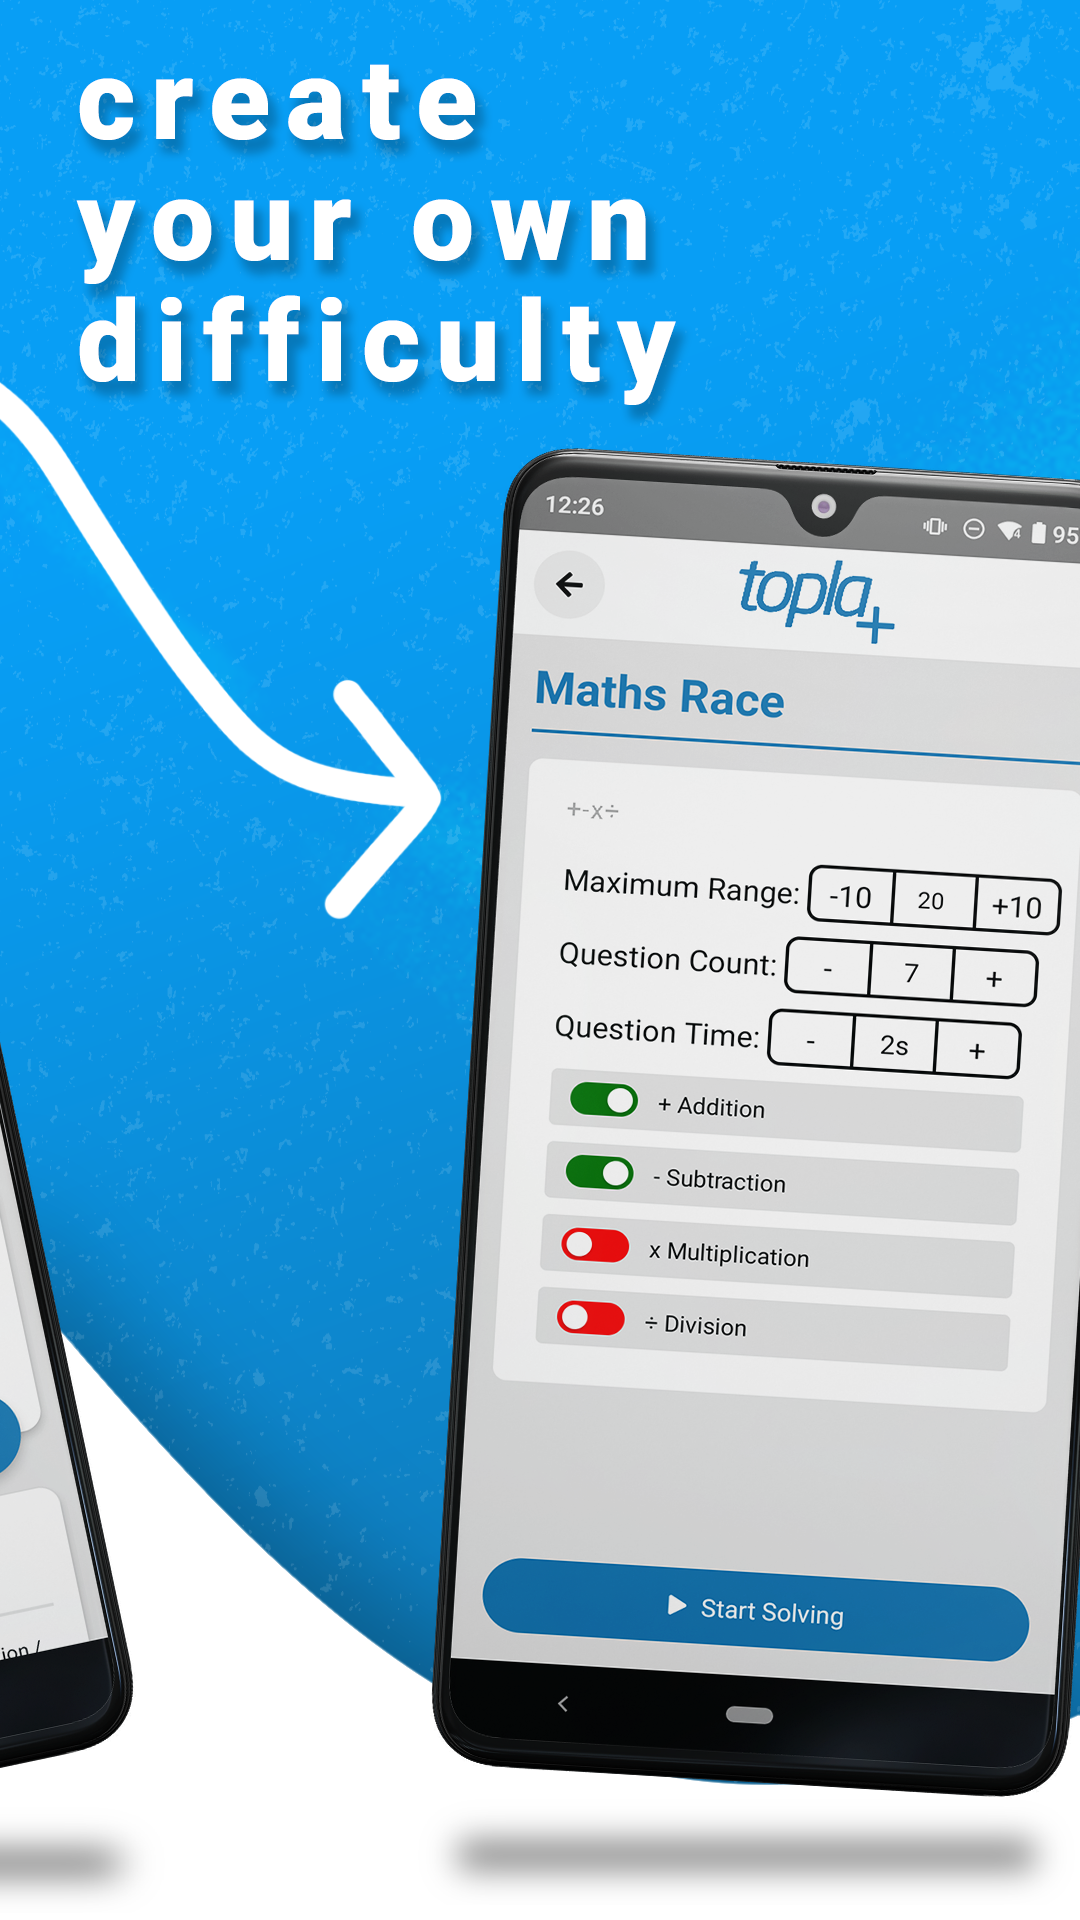 create
your own
difficulty
12:26
95
topla+
Maths Race
+-x÷
Maximum Range: -10 20 +10
Question Count: - 7 +
Question Time: - 2s +
+ Addition
- Subtraction
x Multiplication
÷ Division
Start Solving
ion /